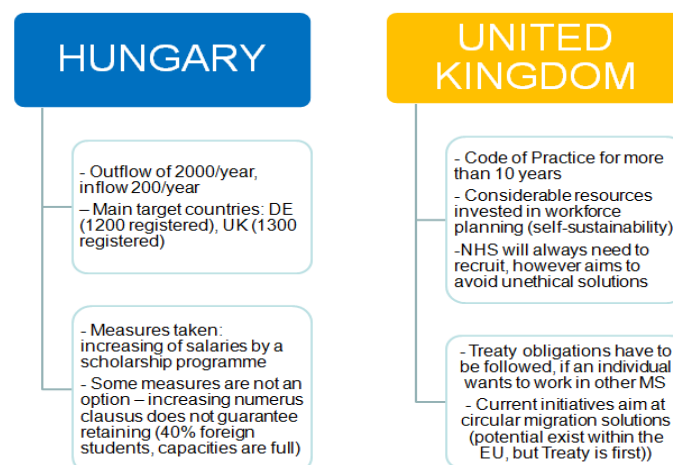 HUNGARY
- Outflow of 2000/year,
inflow 200/year
– Main target countries: DE
(1200 registered), UK (1300
registered)
- Measures taken:
increasing of salaries by a
scholarship programme
- Some measures are not an
option – increasing numerus
clausus does not guarantee
retaining (40% foreign
students, capacities are full)
UNITED
KINGDOM
- Code of Practice for more
than 10 years
- Considerable resources
invested in workforce
planning (self-sustainability)
-NHS will always need to
recruit, however aims to
avoid unethical solutions
- Treaty obligations have to
be followed, if an individual
wants to work in other MS
- Current initiatives aim at
circular migration solutions
(potential exist within the
EU, but Treaty is first))